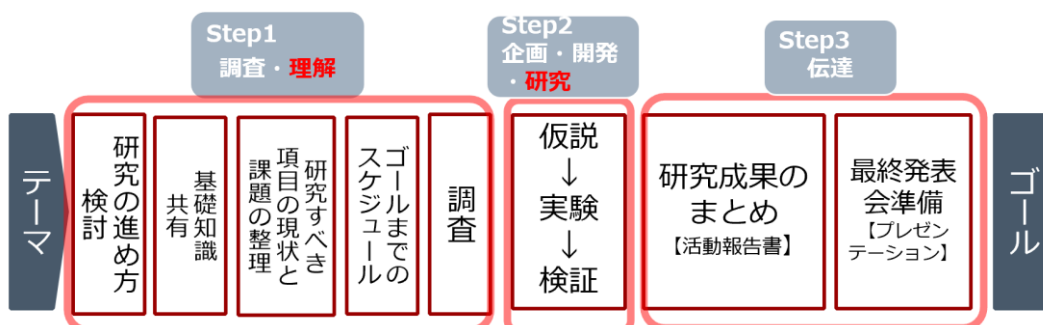 Step1
調査・理解
Step2
企画・開発
・研究
Step3
伝達
テーマ
研究の進め方
検討
基礎知識
共有
研究すべき
項目の現状と
課題の整理
ゴールまでの
スケジュール
調査
仮説
↓
実験
↓
検証
研究成果の
まとめ
【活動報告書】
最終発表
会準備
【プレゼン
テーション】
ゴール